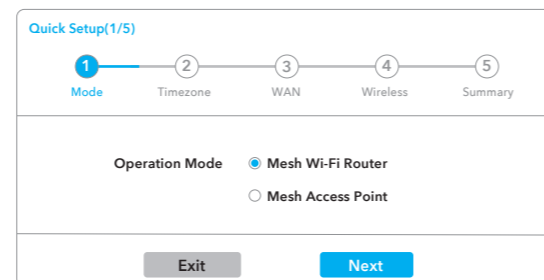 Quick Setup(1/5)
1 2 3 4 5
Mode Timezone WAN Wireless Summary
Operation Mode Mesh Wi-Fi Router
Mesh Access Point
Exit Next